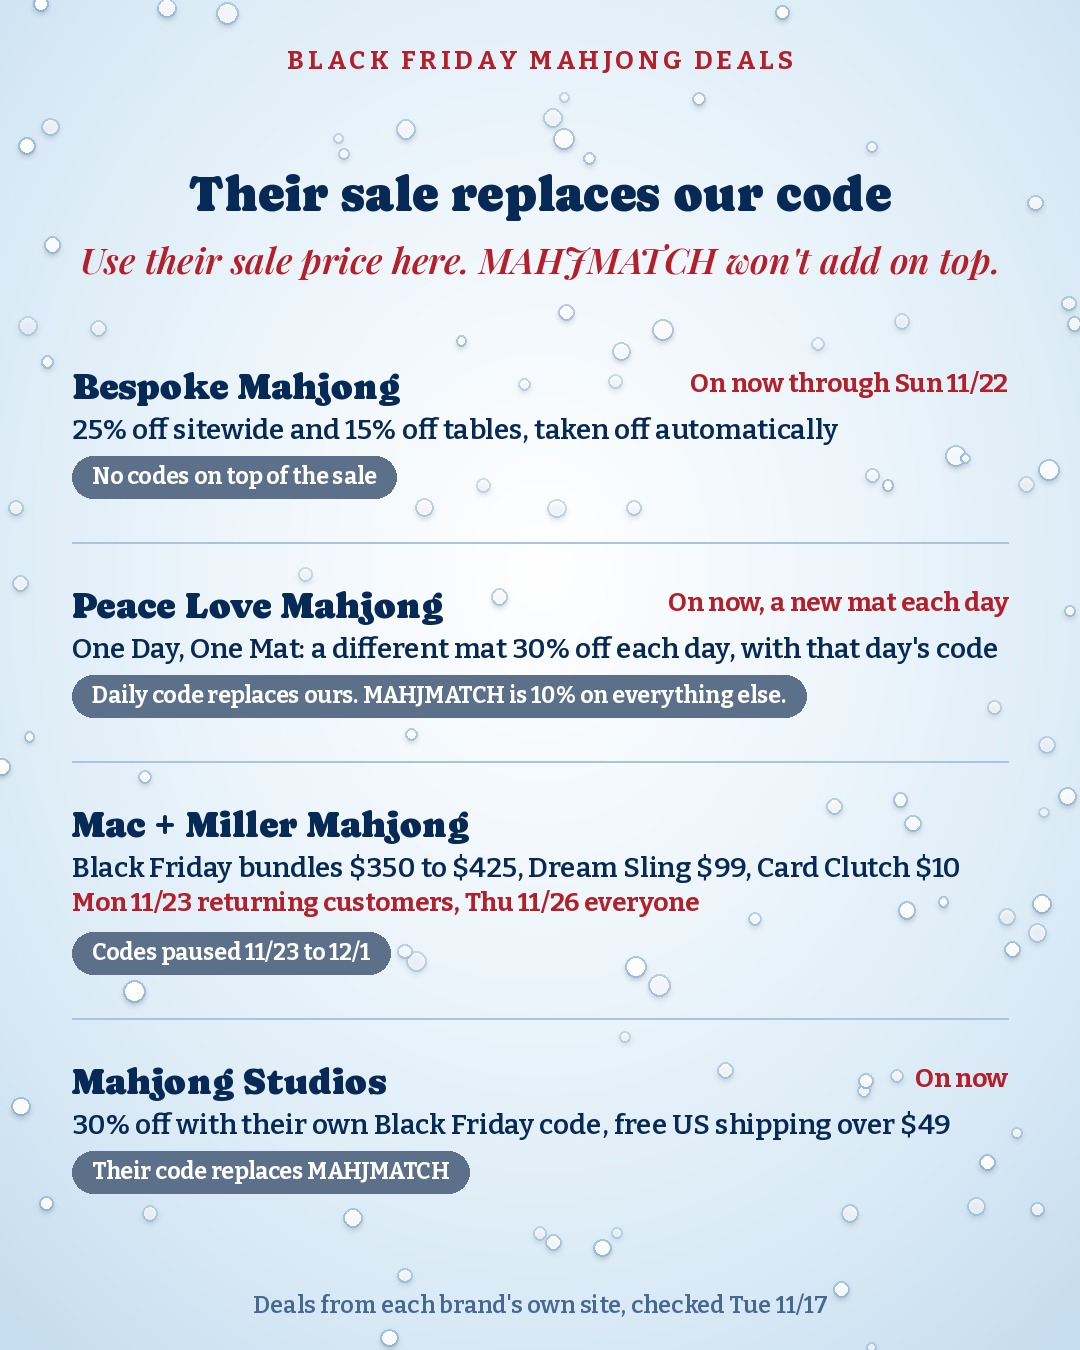 BLACK FRIDAY MAHJONG DEALS
Their sale replaces our code
Use their sale price here. MAHJMATCH won't add on top.
Bespoke Mahjong
On now through Sun 11/22
25% off sitewide and 15% off tables, taken off automatically
No codes on top of the sale
Peace Love Mahjong
On now, a new mat each day
One Day, One Mat: a different mat 30% off each day, with that day's code
Daily code replaces ours. MAHJMATCH is 10% on everything else.
Mac + Miller Mahjong
Black Friday bundles $350 to $425, Dream Sling $99, Card Clutch $10
Mon 11/23 returning customers, Thu 11/26 everyone
Codes paused 11/23 to 12/1
Mahjong Studios
On now
30% off with their own Black Friday code, free US shipping over $49
Their code replaces MAHJMATCH
Deals from each brand's own site, checked Tue 11/17